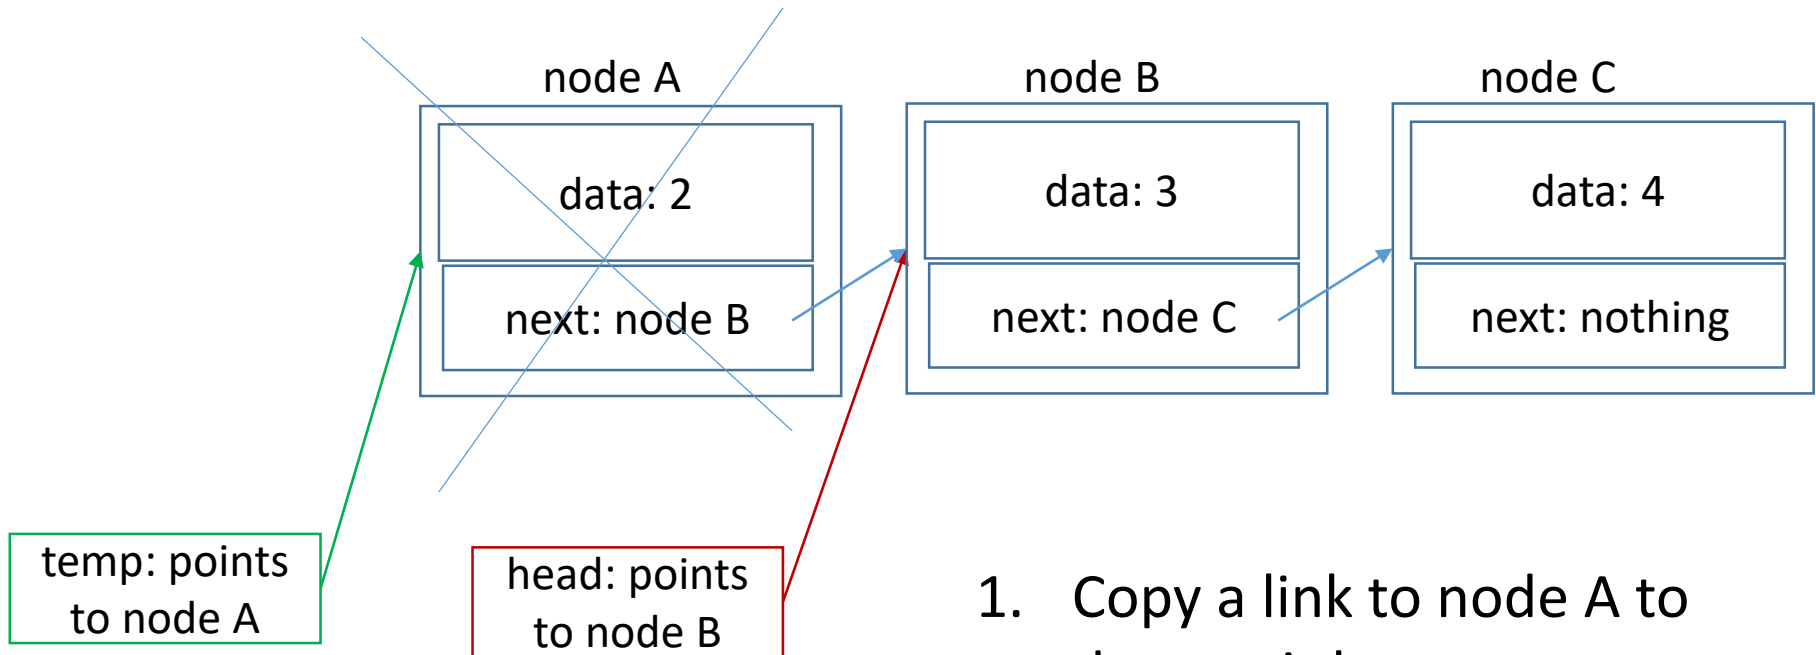 node A
node B
node C
data: 2
data: 3
data: 4
next: node B
next: node C
next: nothing
temp: points
to node A
head: points
to node B
1. Copy a link to node A to